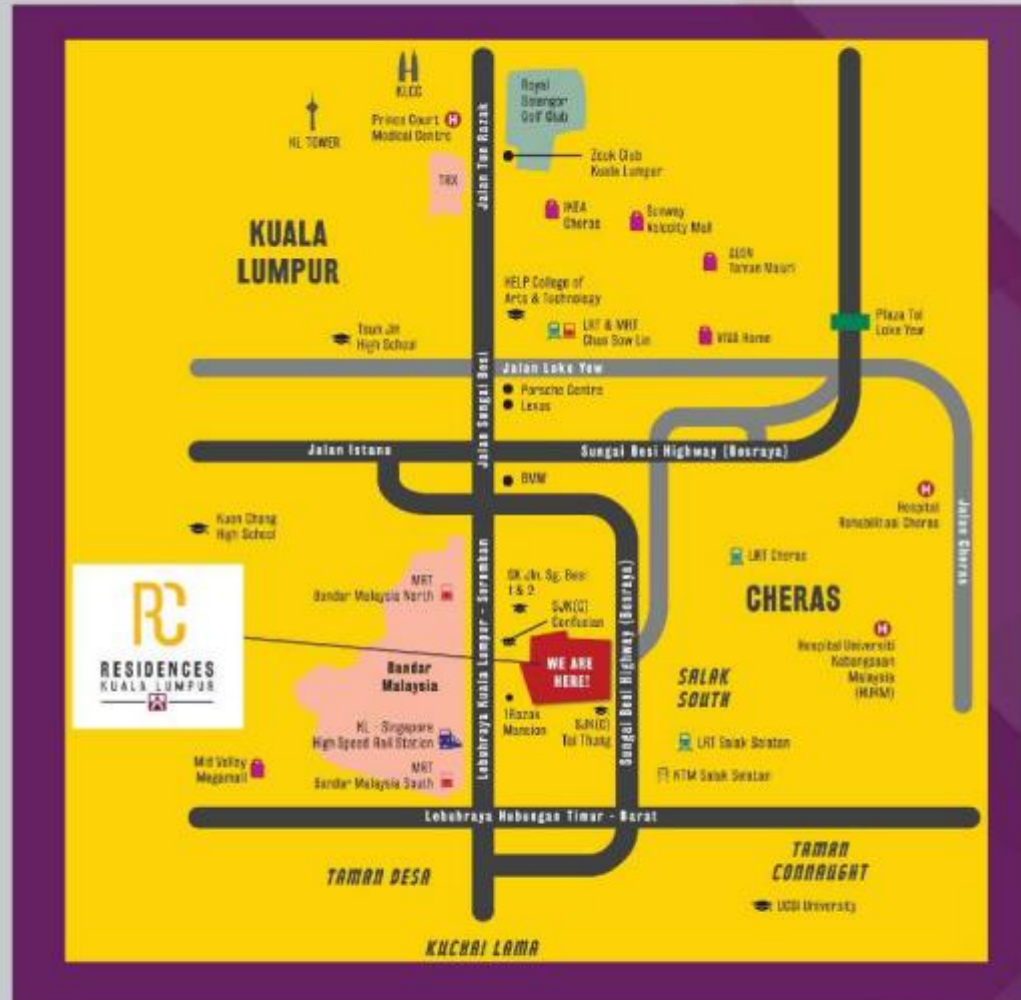 KLCC
KL TOWER
Prince Court
Medical Centre
H
TRX
Jalan Tun Razak
Royal
Selangor
Golf Club
Zouk Club
Kuala Lumpur
IKEA
Cheras
Sunway
Velocity Mall
AEON
Taman Maluri
KUALA
LUMPUR
HELP College of
Arts & Technology
Tsun Jin
High School
LRT & MRT
Chan Sow Lin
VIVA Home
Plaza Tol
Loke Yew
Jalan Loke Yew
Jalan Sungai Besi
Porsche Centre
Lexus
Jalan Istana
Sungai Besi Highway (Besraya)
BMW
Kuen Cheng
High School
H
Hospital
Rehabilitasi Cheras
Jalan Cheras
LRT Cheras
CHERAS
MRT
Bandar Malaysia North
Lebuhraya Kuala Lumpur - Seremban
SK Jln. Sg. Besi
1 & 2
SJK(C)
Confucian
Sungai Besi Highway (Besraya)
RC
RESIDENCES
KUALA LUMPUR
WE ARE
HERE!
Bandar
Malaysia
H
Hospital Universiti
Kebangsaan
Malaysia
(HUKM)
SALAK
SOUTH
1Razak
Mansion
SJK(C)
Tai Thung
KL - Singapore
High Speed Rail Station
LRT Salak Selatan
Mid Valley
Megamall
MRT
Bandar Malaysia South
KTM Salak Selatan
Lebuhraya Hubungan Timur - Barat
TAMAN DESA
TAMAN
CONNAUGHT
UCSI University
KUCHAI LAMA